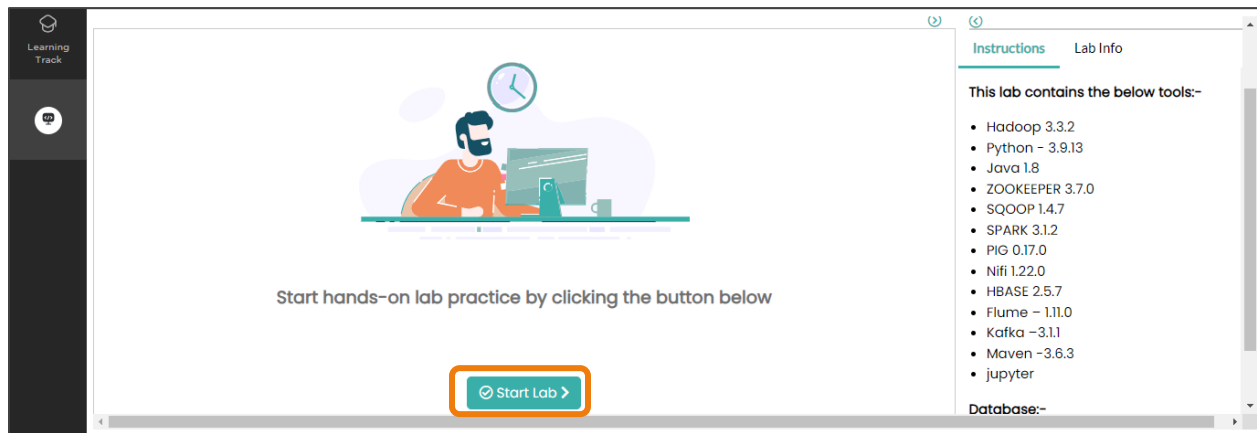 Learning
Track
Start hands-on lab practice by clicking the button below
Start Lab
Instructions
Lab Info
This lab contains the below tools:-
Hadoop 3.3.2
Python - 3.9.13
Java 1.8
ZOOKEEPER 3.7.0
SQOOP 1.4.7
SPARK 3.1.2
PIG 0.17.0
Nifi 1.22.0
HBASE 2.5.7
Flume – 1.11.0
Kafka –3.1.1
Maven -3.6.3
jupyter
Database:-